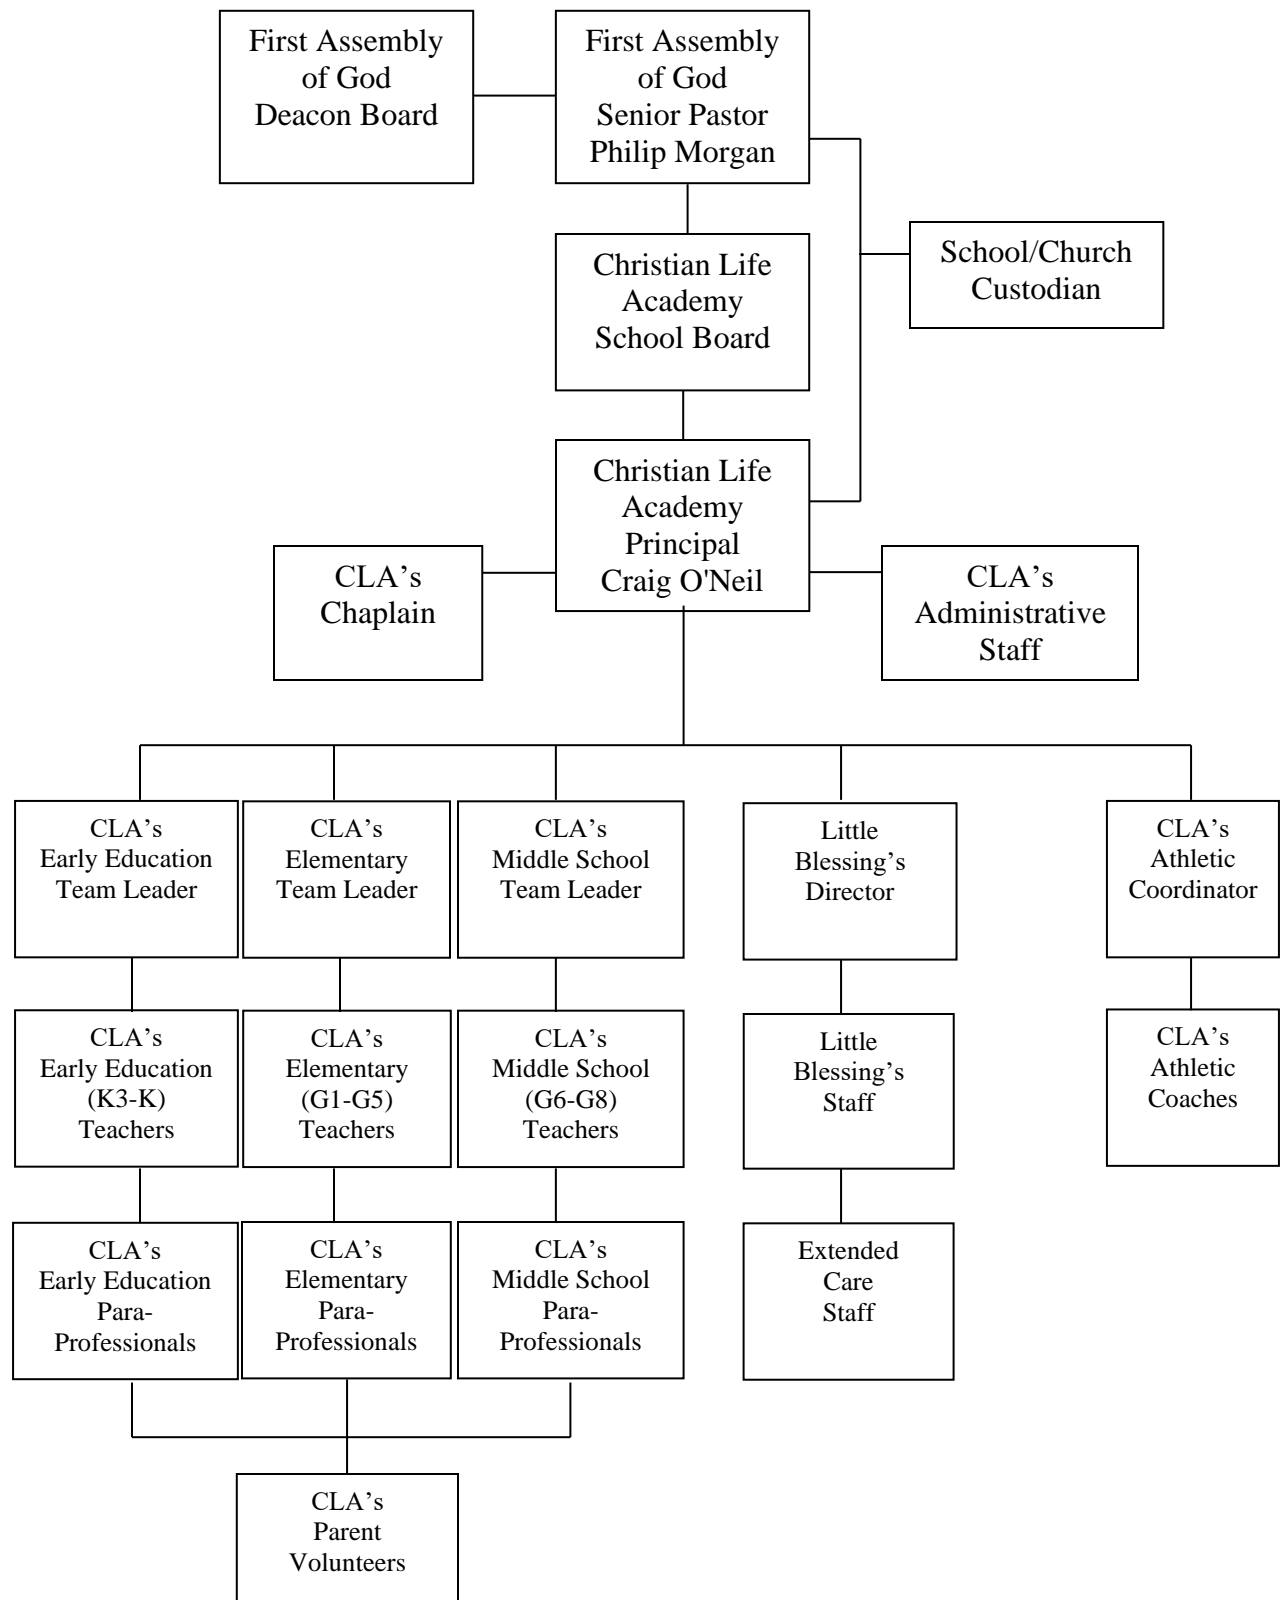 First Assembly
of God
Deacon Board
First Assembly
of God
Senior Pastor
Philip Morgan
School/Church
Custodian
Christian Life
Academy
School Board
Christian Life
Academy
Principal
Craig O'Neil
CLA’s
Chaplain
CLA’s
Administrative
Staff
CLA’s
Early Education
Team Leader
CLA’s
Elementary
Team Leader
CLA’s
Middle School
Team Leader
Little
Blessing’s
Director
CLA’s
Athletic
Coordinator
CLA’s
Early Education
(K3-K)
Teachers
CLA’s
Elementary
(G1-G5)
Teachers
CLA’s
Middle School
(G6-G8)
Teachers
Little
Blessing’s
Staff
CLA’s
Athletic
Coaches
CLA’s
Early Education
Para-
Professionals
CLA’s
Elementary
Para-
Professionals
CLA’s
Middle School
Para-
Professionals
Extended
Care
Staff
CLA’s
Parent
Volunteers